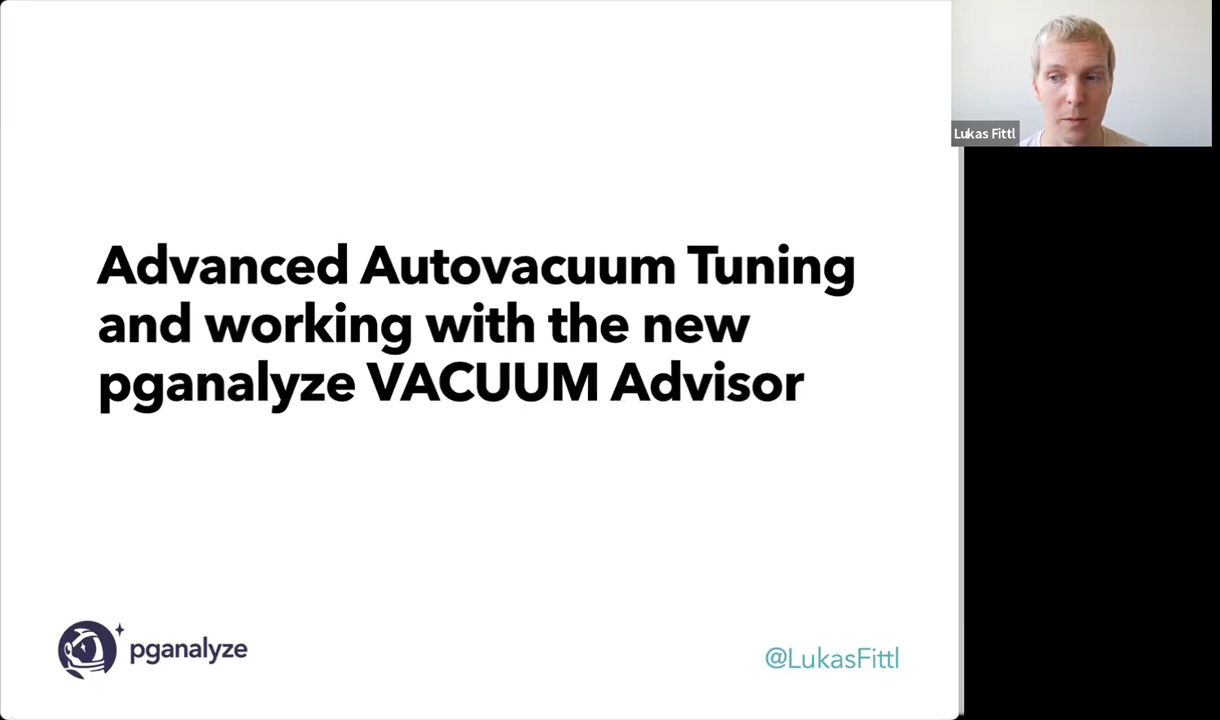 Lukas Fittl
Advanced Autovacuum Tuning
and working with the new
pganalyze VACUUM Advisor
pganalyze
@LukasFittl